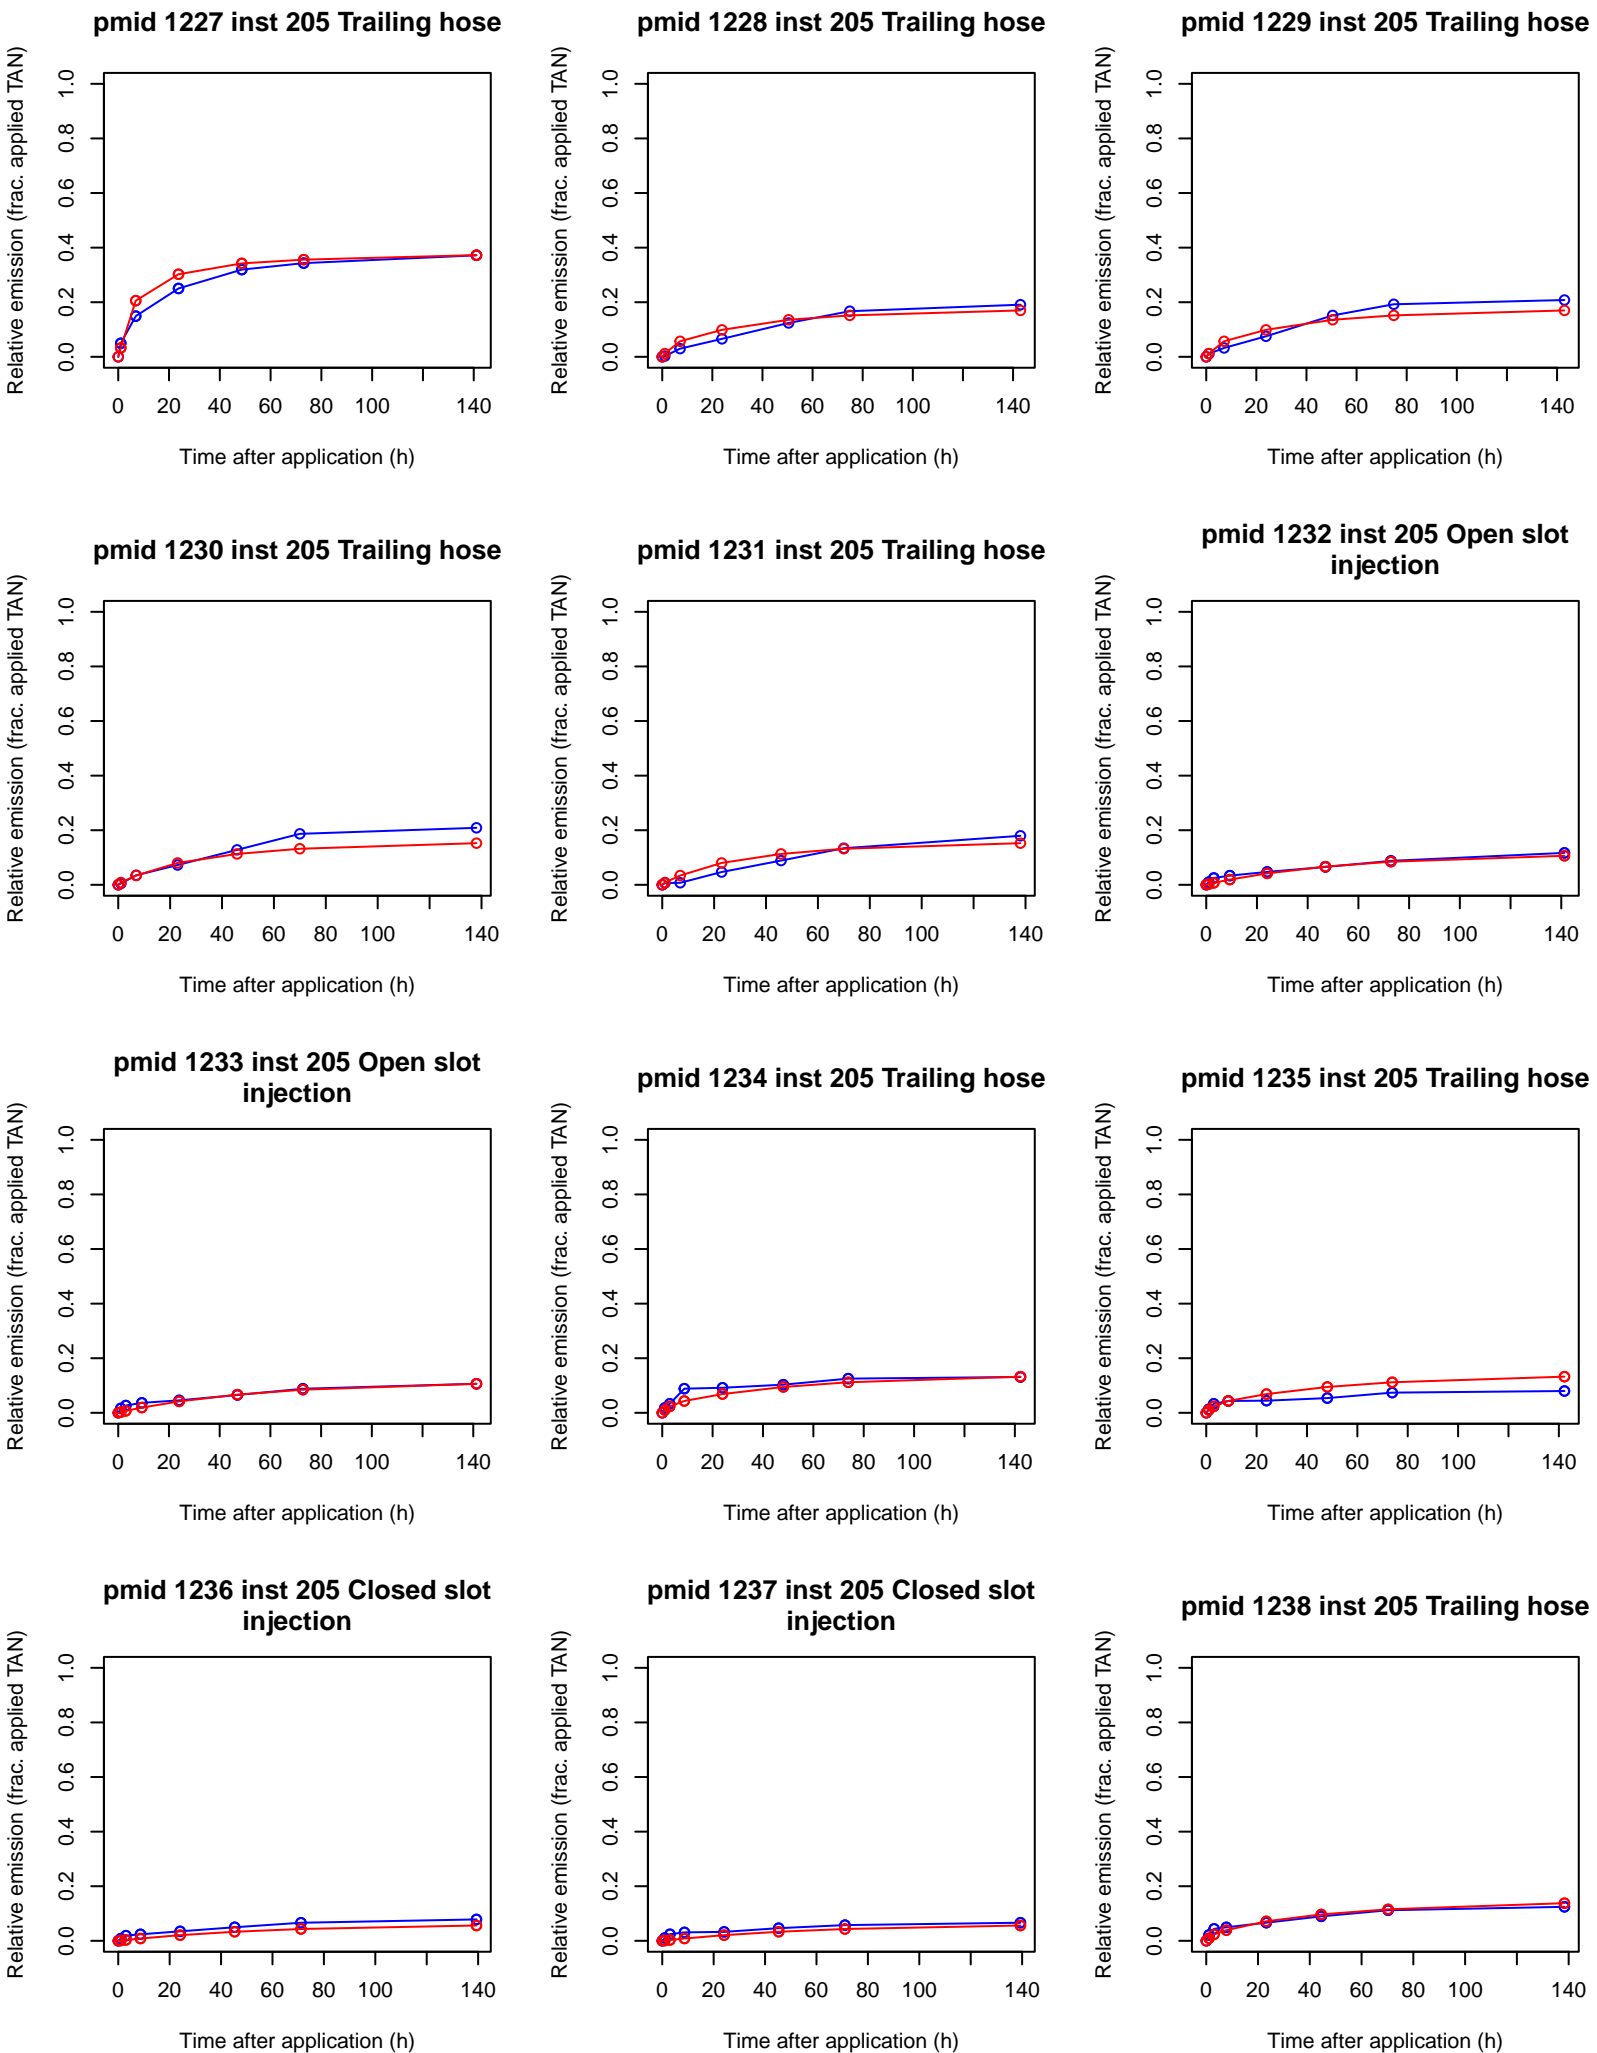 pmid 1227 inst 205 Trailing hose
Relative emission (frac. applied TAN)
0.0 0.2 0.4 0.6 0.8 1.0
0 20 40 60 80 100 140
Time after application (h)
pmid 1228 inst 205 Trailing hose
Relative emission (frac. applied TAN)
0.0 0.2 0.4 0.6 0.8 1.0
0 20 40 60 80 100 140
Time after application (h)
pmid 1229 inst 205 Trailing hose
Relative emission (frac. applied TAN)
0.0 0.2 0.4 0.6 0.8 1.0
0 20 40 60 80 100 140
Time after application (h)
pmid 1230 inst 205 Trailing hose
Relative emission (frac. applied TAN)
0.0 0.2 0.4 0.6 0.8 1.0
0 20 40 60 80 100 140
Time after application (h)
pmid 1231 inst 205 Trailing hose
Relative emission (frac. applied TAN)
0.0 0.2 0.4 0.6 0.8 1.0
0 20 40 60 80 100 140
Time after application (h)
pmid 1232 inst 205 Open slot
injection
Relative emission (frac. applied TAN)
0.0 0.2 0.4 0.6 0.8 1.0
0 20 40 60 80 100 140
Time after application (h)
pmid 1233 inst 205 Open slot
injection
Relative emission (frac. applied TAN)
0.0 0.2 0.4 0.6 0.8 1.0
0 20 40 60 80 100 140
Time after application (h)
pmid 1234 inst 205 Trailing hose
Relative emission (frac. applied TAN)
0.0 0.2 0.4 0.6 0.8 1.0
0 20 40 60 80 100 140
Time after application (h)
pmid 1235 inst 205 Trailing hose
Relative emission (frac. applied TAN)
0.0 0.2 0.4 0.6 0.8 1.0
0 20 40 60 80 100 140
Time after application (h)
pmid 1236 inst 205 Closed slot
injection
Relative emission (frac. applied TAN)
0.0 0.2 0.4 0.6 0.8 1.0
0 20 40 60 80 100 140
Time after application (h)
pmid 1237 inst 205 Closed slot
injection
Relative emission (frac. applied TAN)
0.0 0.2 0.4 0.6 0.8 1.0
0 20 40 60 80 100 140
Time after application (h)
pmid 1238 inst 205 Trailing hose
Relative emission (frac. applied TAN)
0.0 0.2 0.4 0.6 0.8 1.0
0 20 40 60 80 100 140
Time after application (h)